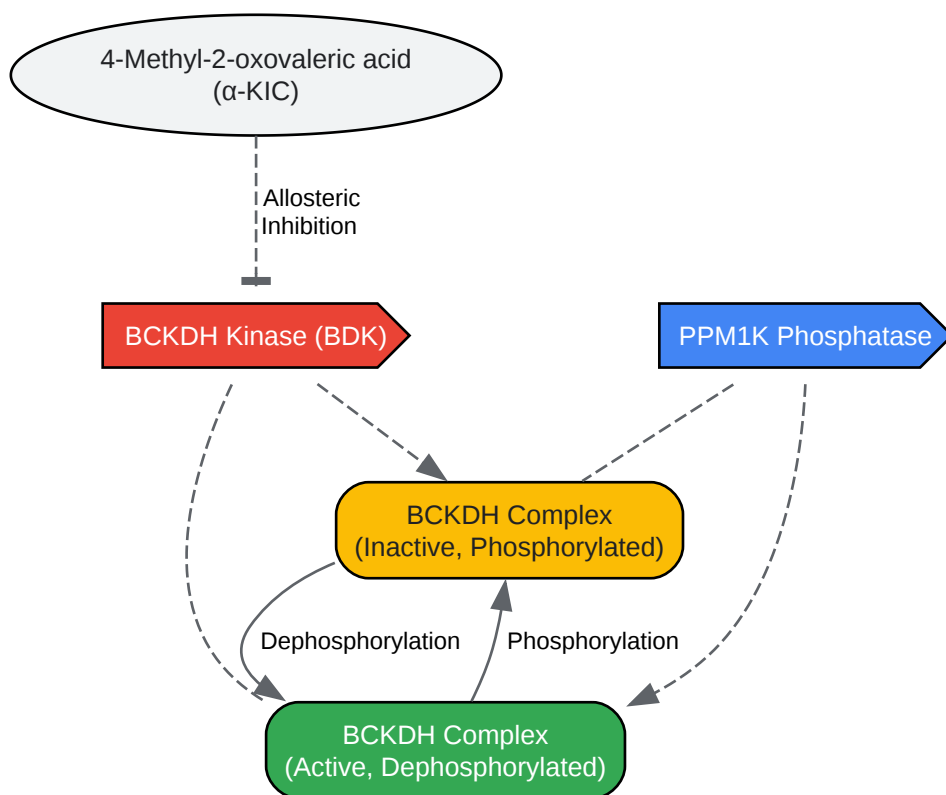 4-Methyl-2-oxovaleric acid
(α-KIC)
Allosteric
Inhibition
BCKDH Kinase (BDK)
PPM1K Phosphatase
BCKDH Complex
(Inactive, Phosphorylated)
Dephosphorylation
Phosphorylation
BCKDH Complex
(Active, Dephosphorylated)